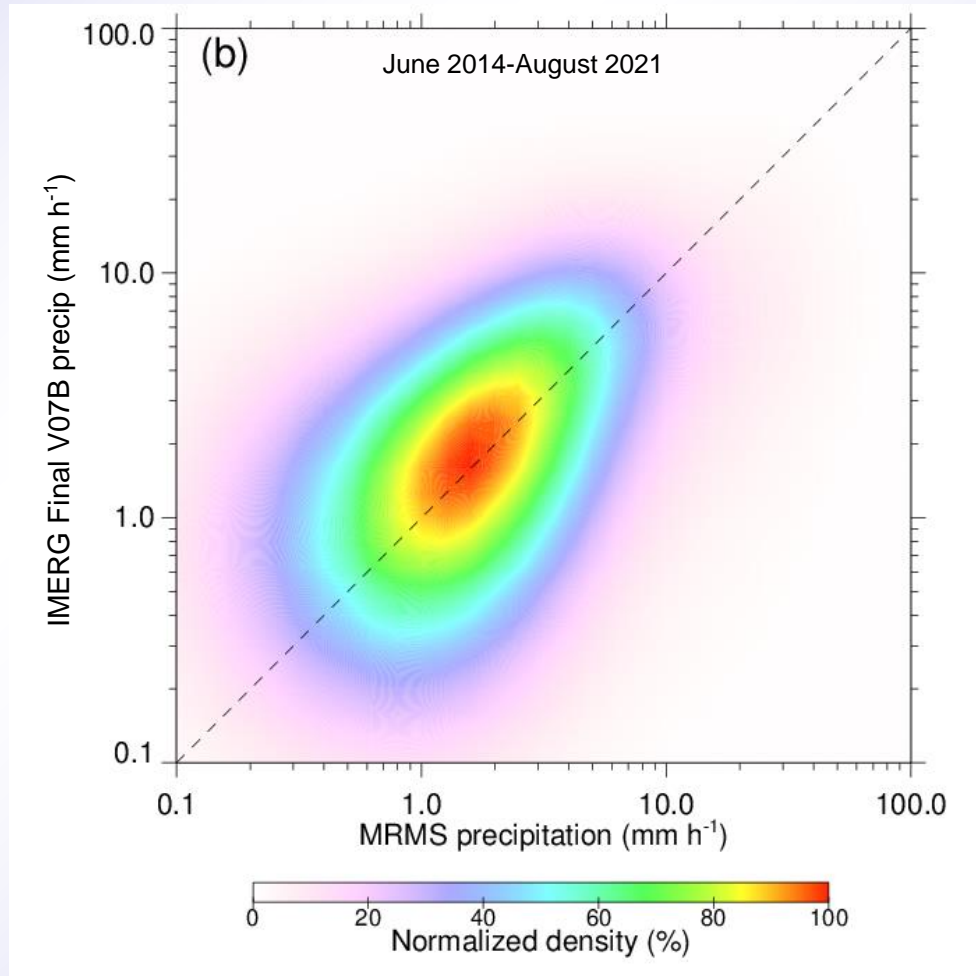 (b)
June 2014-August 2021
100.0
10.0
1.0
0.1
IMERG Final V07B precip (mm h⁻¹)
0.1 1.0 10.0 100.0
MRMS precipitation (mm h⁻¹)
0 20 40 60 80 100
Normalized density (%)